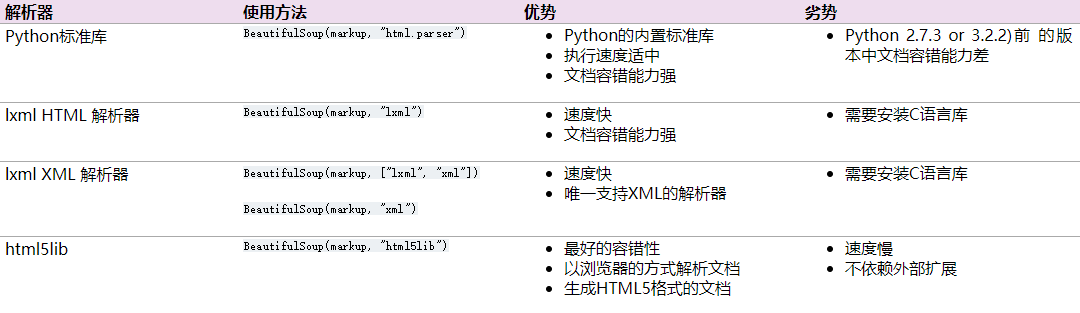 解析器 使用方法 优势 劣势
Python标准库 BeautifulSoup(markup, "html.parser") • Python的内置标准库 • Python 2.7.3 or 3.2.2)前 的版
• 执行速度适中 本中文档容错能力差
• 文档容错能力强
lxml HTML 解析器 BeautifulSoup(markup, "lxml") • 速度快 • 需要安装C语言库
• 文档容错能力强
lxml XML 解析器 BeautifulSoup(markup, ["lxml", "xml"]) • 速度快 • 需要安装C语言库
• 唯一支持XML的解析器
BeautifulSoup(markup, "xml")
html5lib BeautifulSoup(markup, "html5lib") • 最好的容错性 • 速度慢
• 以浏览器的方式解析文档 • 不依赖外部扩展
• 生成HTML5格式的文档